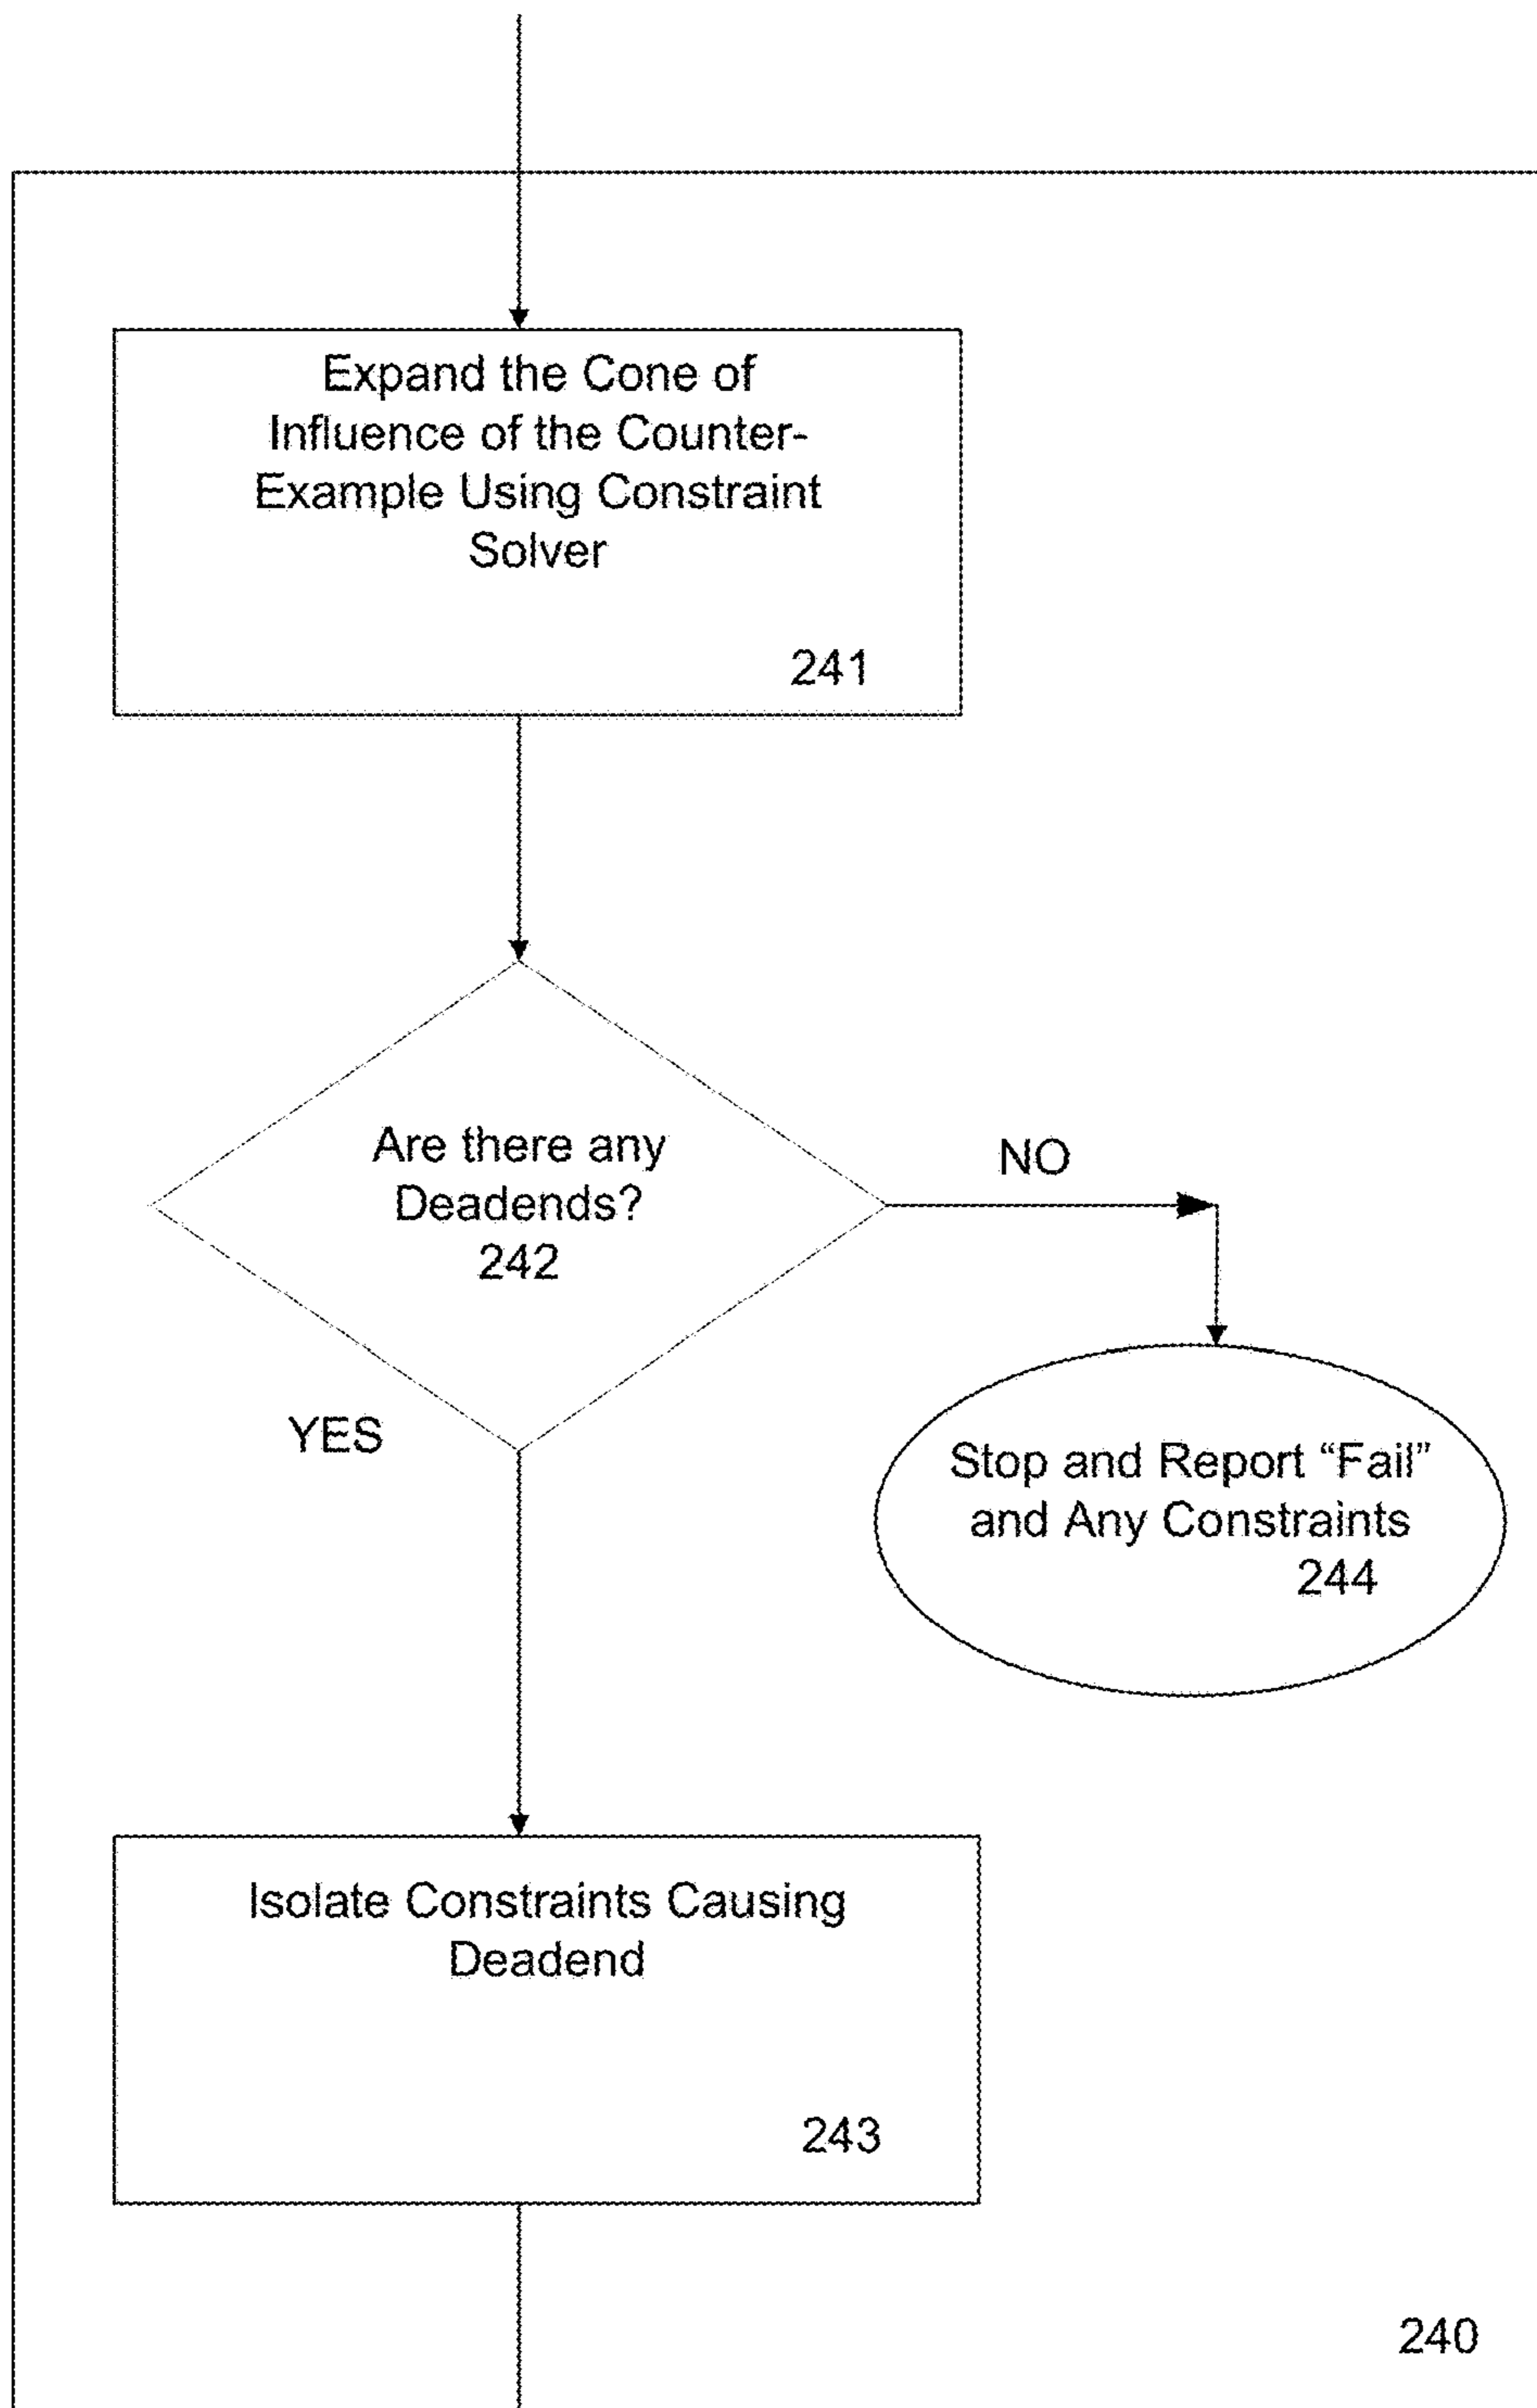 Expand the Cone of
Influence of the Counter-
Example Using Constraint
Solver
241
Are there any
Deadends?
242
NO
YES
Stop and Report “Fail”
and Any Constraints
244
Isolate Constraints Causing
Deadend
243
240